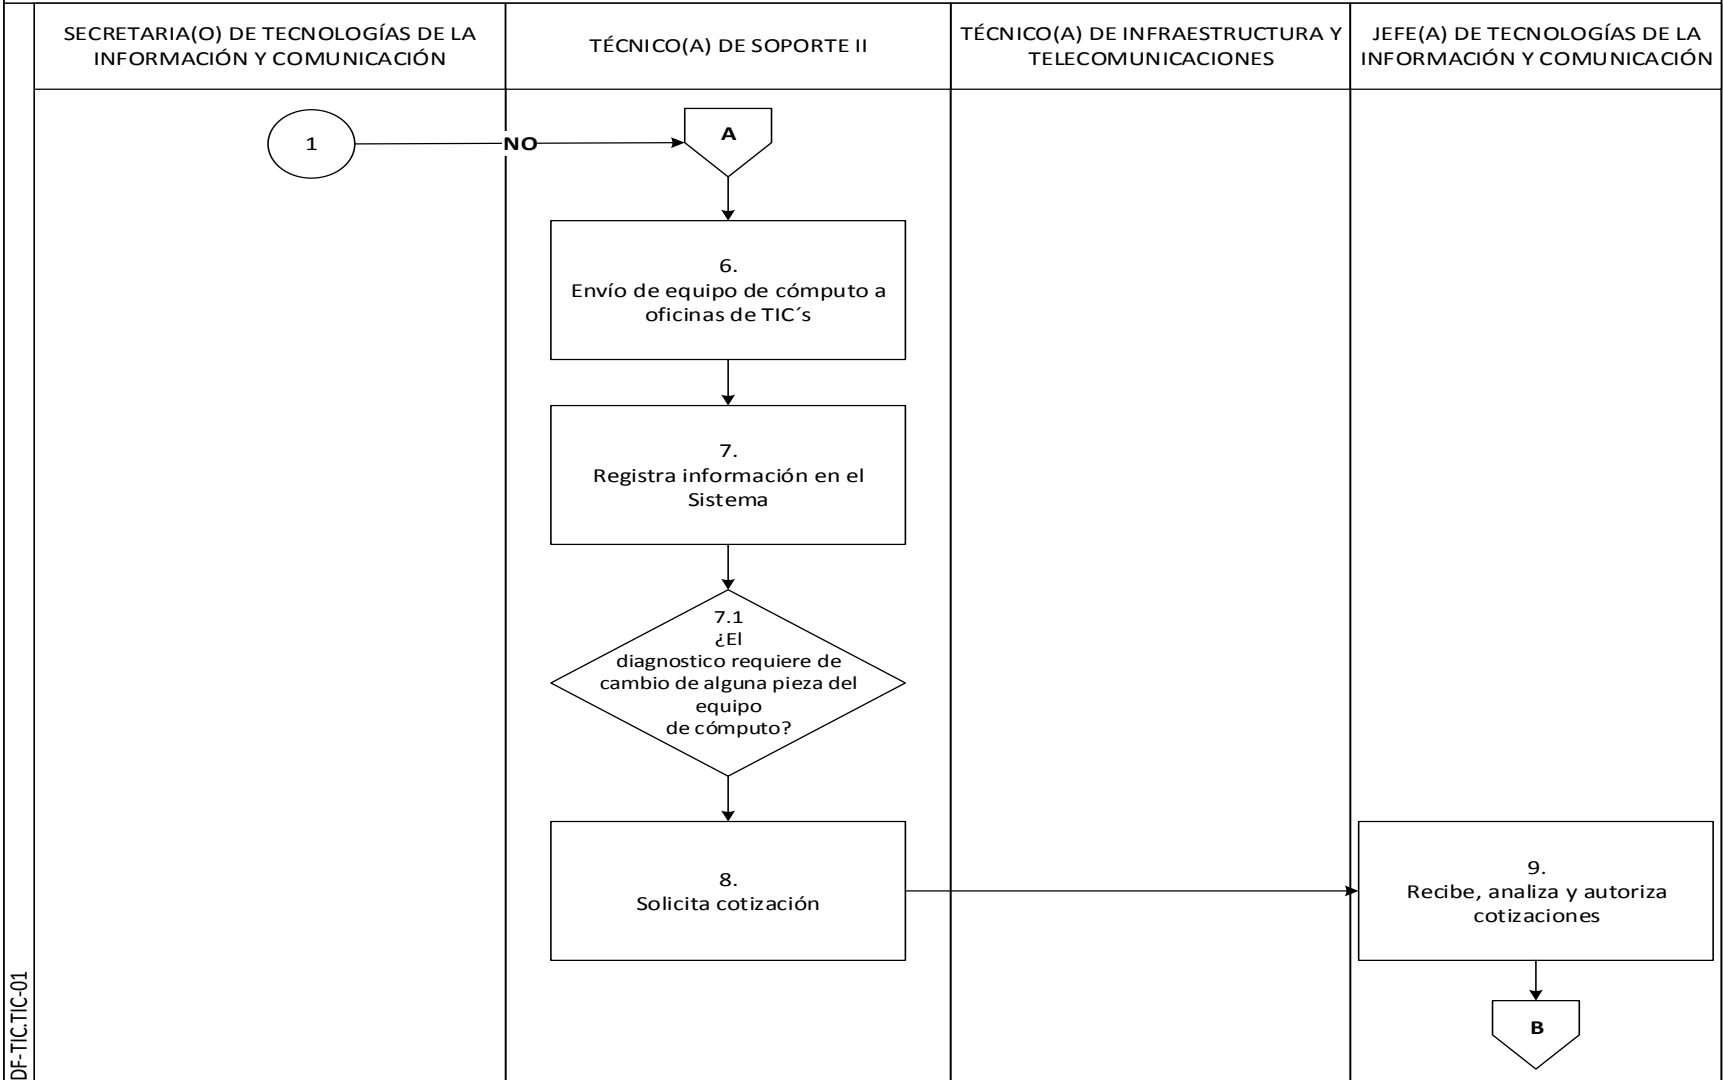 SECRETARIA(O) DE TECNOLOGÍAS DE LA
INFORMACIÓN Y COMUNICACIÓN
TÉCNICO(A) DE SOPORTE II
TÉCNICO(A) DE INFRAESTRUCTURA Y
TELECOMUNICACIONES
JEFE(A) DE TECNOLOGÍAS DE LA
INFORMACIÓN Y COMUNICACIÓN
1
NO
A
6.
Envío de equipo de cómputo a
oficinas de TIC´s
7.
Registra información en el
Sistema
7.1
¿El
diagnostico requiere de
cambio de alguna pieza del
equipo
de cómputo?
8.
Solicita cotización
9.
Recibe, analiza y autoriza
cotizaciones
B
DF-TIC.TIC-01